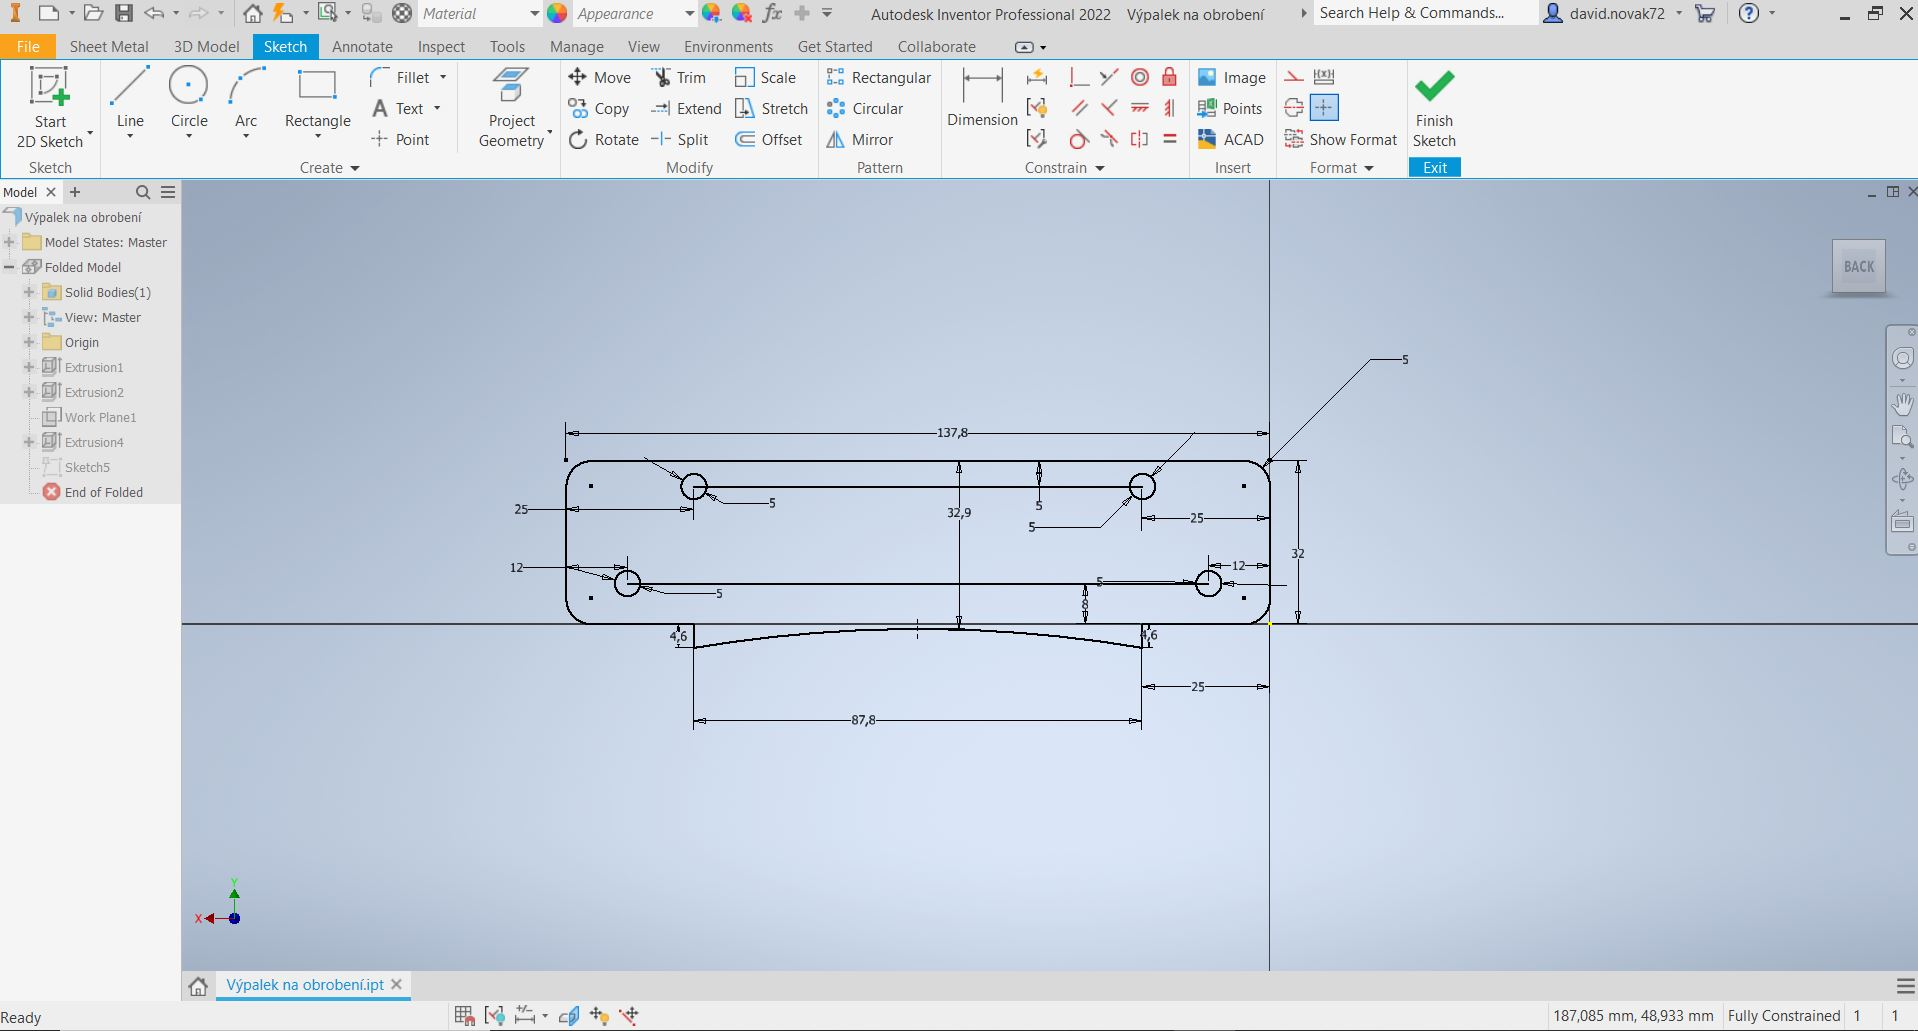 Material
Appearance
fx
Autodesk Inventor Professional 2022 Výpalek na obrobení
Search Help & Commands...
david.novak72
File Sheet Metal 3D Model Sketch Annotate Inspect Tools Manage View Environments Get Started Collaborate
Start
2D Sketch
Line
Circle
Arc
Rectangle
Fillet
Text
Point
Project
Geometry
Move
Copy
Rotate
Trim
Extend
Split
Scale
Stretch
Offset
Rectangular
Circular
Mirror
Dimension
Image
Points
ACAD
Show Format
Finish
Sketch
Sketch
Create
Modify
Pattern
Constrain
Insert
Format
Exit
Model
Výpalek na obrobení
Model States: Master
Folded Model
Solid Bodies(1)
View: Master
Origin
Extrusion1
Extrusion2
Work Plane1
Extrusion4
Sketch5
End of Folded
BACK
5
137,8
5
5
25
32,9
25
5
32
12
12
5
5
8
4,6
4,6
25
87,8
Y
X
Výpalek na obrobení.ipt
Ready
187,085 mm, 48,933 mm Fully Constrained 1 1